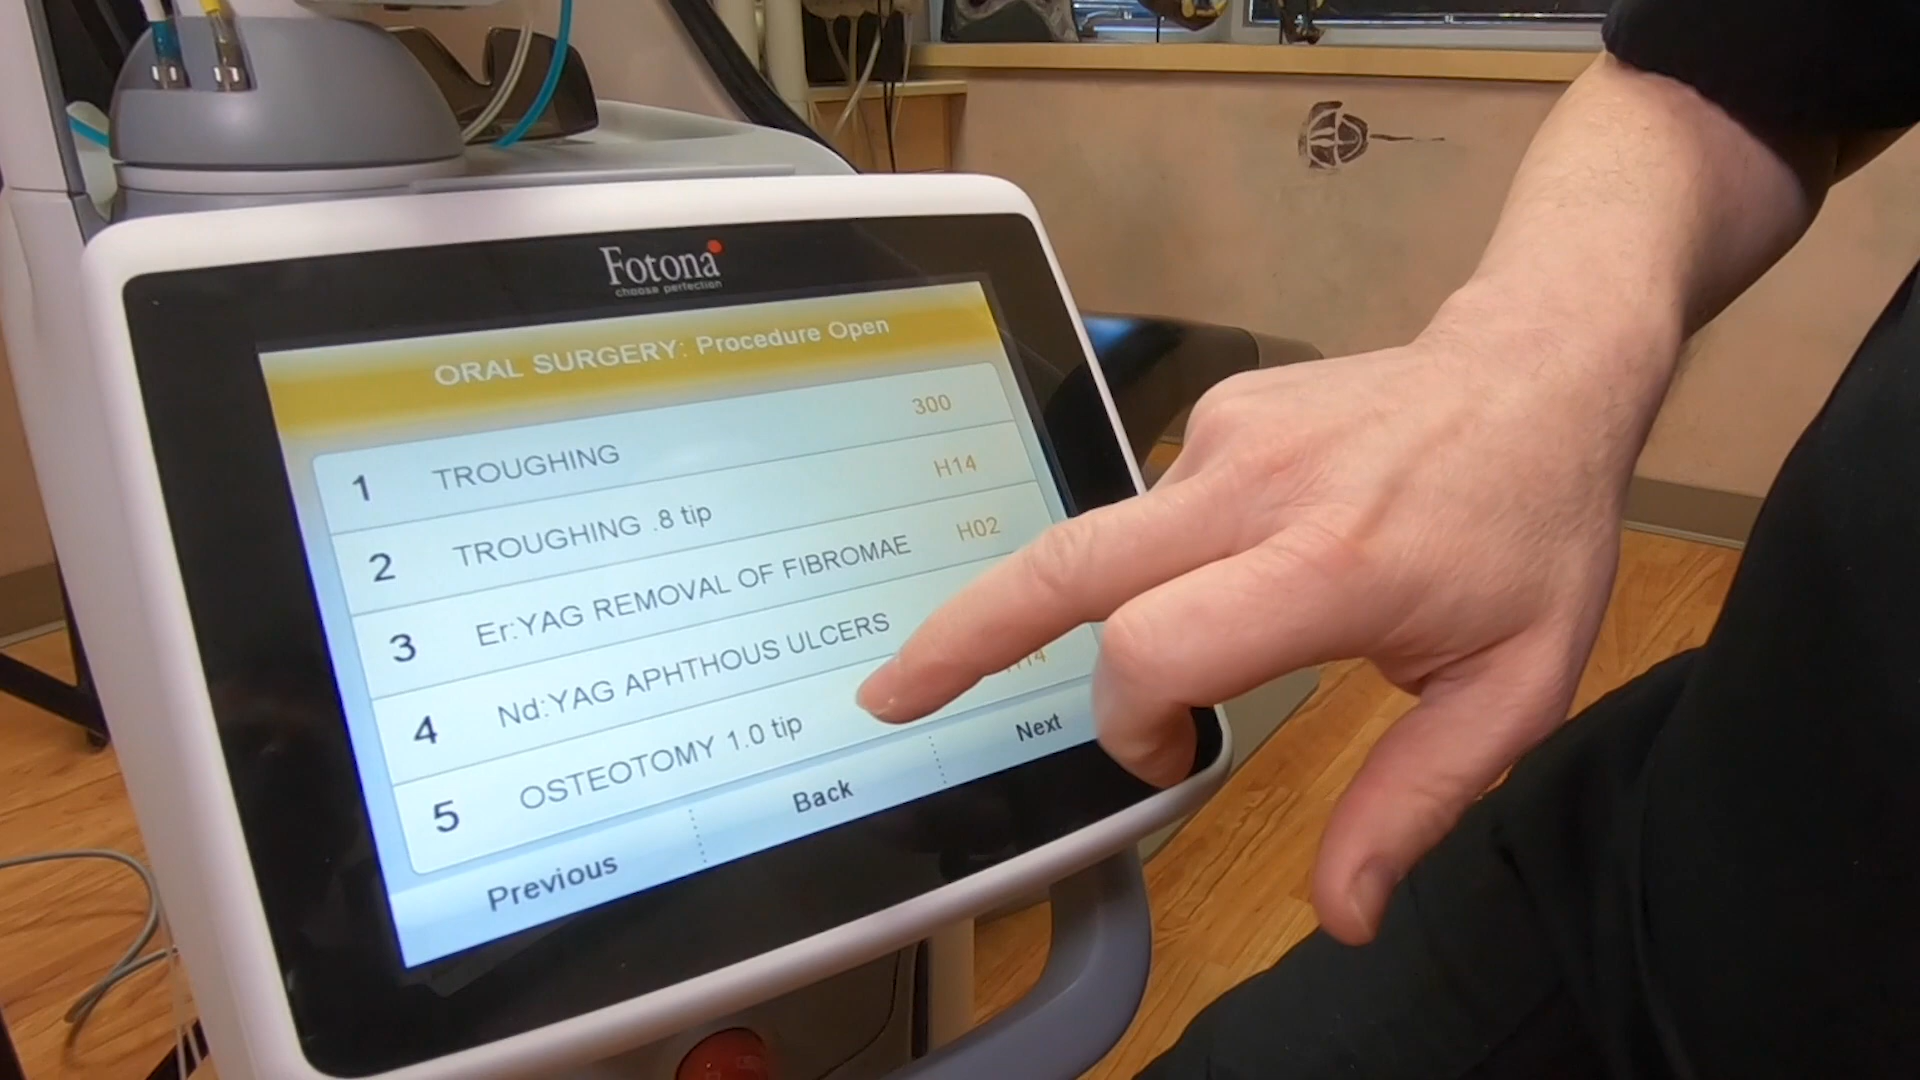 Fotona
choose perfection
ORAL SURGERY: Procedure Open
1 TROUGHING 300
2 TROUGHING .8 tip H14
3 Er:YAG REMOVAL OF FIBROMAE H02
4 Nd:YAG APHTHOUS ULCERS
5 OSTEOTOMY 1.0 tip H14
Previous Back Next